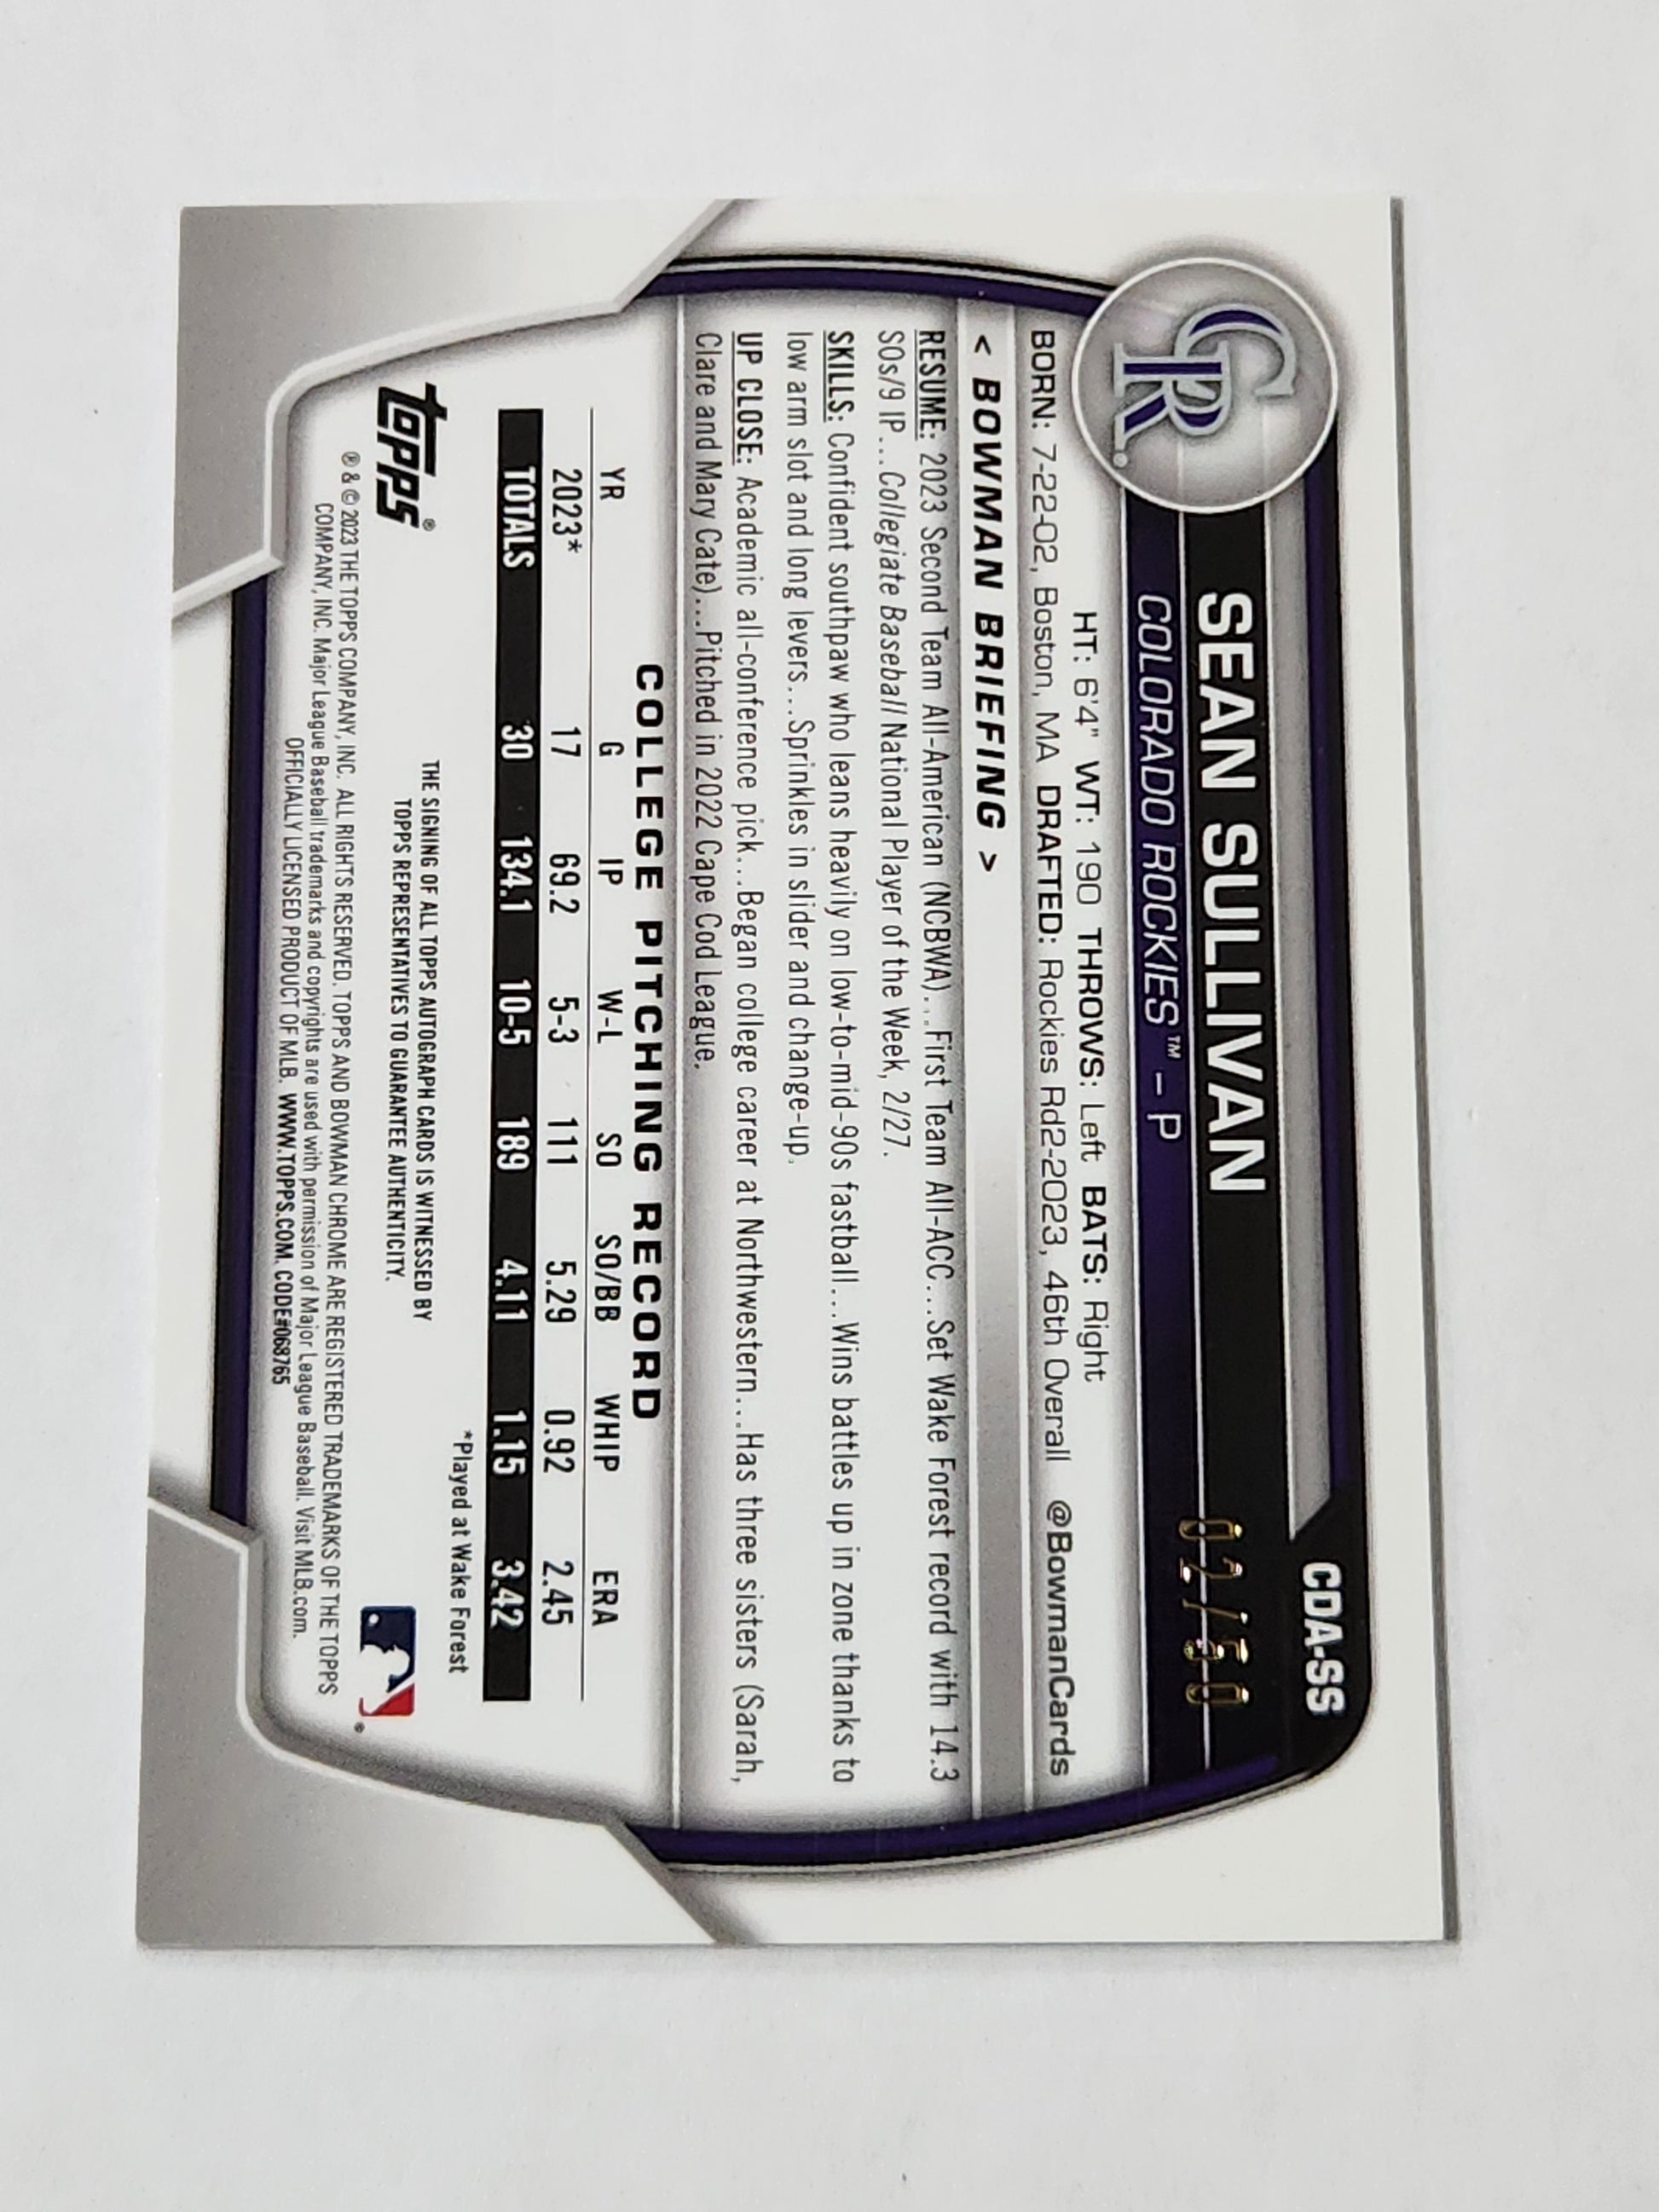 CDA-SS
SEAN SULLIVAN
02/50
COLORADO ROCKIES™ – P
CR®
HT: 6'4" WT: 190 THROWS: Left BATS: Right
BORN: 7-22-02, Boston, MA DRAFTED: Rockies Rd2-2023, 46th Overall @BowmanCards
< BOWMAN BRIEFING >
RESUME: 2023 Second Team All-American (NCBWA)...First Team All-ACC...Set Wake Forest record with 14.3
SOs/9 IP...Collegiate Baseball National Player of the Week, 2/27.
SKILLS: Confident southpaw who leans heavily on low-to-mid-90s fastball...Wins battles up in zone thanks to
low arm slot and long levers...Sprinkles in slider and change-up.
UP CLOSE: Academic all-conference pick...Began college career at Northwestern...Has three sisters (Sarah,
Clare and Mary Cate)...Pitched in 2022 Cape Cod League.
COLLEGE PITCHING RECORD
YR G IP W-L SO SO/BB WHIP ERA
2023* 17 69.2 5-3 111 5.29 0.92 2.45
TOTALS 30 134.1 10-5 189 4.11 1.15 3.42
*Played at Wake Forest
topps®
THE SIGNING OF ALL TOPPS AUTOGRAPH CARDS IS WITNESSED BY
TOPPS REPRESENTATIVES TO GUARANTEE AUTHENTICITY.
® & © 2023 THE TOPPS COMPANY, INC. ALL RIGHTS RESERVED. TOPPS AND BOWMAN CHROME ARE REGISTERED TRADEMARKS OF THE TOPPS
COMPANY, INC. Major League Baseball trademarks and copyrights are used with permission of Major League Baseball. Visit MLB.com.
OFFICIALLY LICENSED PRODUCT OF MLB. WWW.TOPPS.COM. CODE#068765